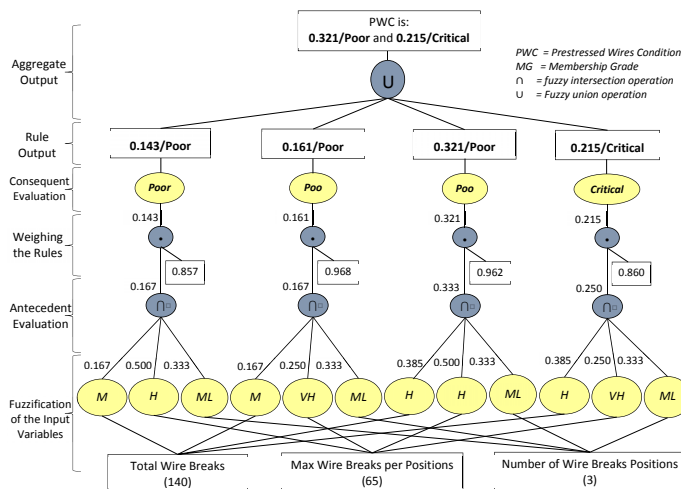 PWC is:
0.321/Poor and 0.215/Critical
PWC = Prestressed Wires Condition
MG = Membership Grade
∩ = fuzzy intersection operation
∪ = Fuzzy union operation
Aggregate
Output
∪
Rule
Output
0.143/Poor
0.161/Poor
0.321/Poor
0.215/Critical
Consequent
Evaluation
Poor
Poo
Poo
Critical
0.143
0.161
0.321
0.215
Weighing
the Rules
.
.
.
.
0.857
0.968
0.962
0.860
0.167
0.167
0.333
0.250
Antecedent
Evaluation
∩□
∩□
∩□
∩□
0.167 0.500 0.333
0.167 0.250 0.333
0.385 0.500 0.333
0.385 0.250 0.333
Fuzzification
of the Input
Variables
M H ML M VH ML H H ML H VH ML
Total Wire Breaks
(140)
Max Wire Breaks per Positions
(65)
Number of Wire Breaks Positions
(3)